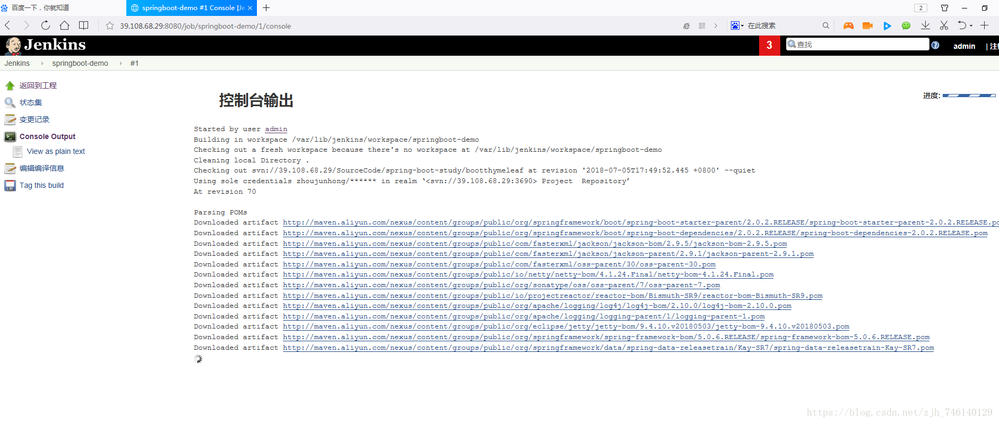 百度一下，你就知道
springboot-demo #1 Console [Je
2
39.108.68.29:8080/job/springboot-demo/1/console
在此搜索
Jenkins
3
查找
admin
| 注
Jenkins
springboot-demo
#1
返回到工程
状态集
变更记录
Console Output
View as plain text
编辑编译信息
Tag this build
控制台输出
进度:
Started by user admin
Building in workspace /var/lib/jenkins/workspace/springboot-demo
Checking out a fresh workspace because there's no workspace at /var/lib/jenkins/workspace/springboot-demo
Cleaning local Directory .
Checking out svn://39.108.68.29/SourceCode/spring-boot-study/bootthymeleaf at revision '2018-07-05T17:49:52.445 +0800' --quiet
Using sole credentials zhoujunhong/****** in realm ‘<svn://39.108.68.29:3690> Project  Repository’
At revision 70
Parsing POMs
Downloaded artifact http://maven.aliyun.com/nexus/content/groups/public/org/springframework/boot/spring-boot-starter-parent/2.0.2.RELEASE/spring-boot-starter-parent-2.0.2.RELEASE.po
Downloaded artifact http://maven.aliyun.com/nexus/content/groups/public/org/springframework/boot/spring-boot-dependencies/2.0.2.RELEASE/spring-boot-dependencies-2.0.2.RELEASE.pom
Downloaded artifact http://maven.aliyun.com/nexus/content/groups/public/com/fasterxml/jackson/jackson-bom/2.9.5/jackson-bom-2.9.5.pom
Downloaded artifact http://maven.aliyun.com/nexus/content/groups/public/com/fasterxml/jackson/jackson-parent/2.9.1/jackson-parent-2.9.1.pom
Downloaded artifact http://maven.aliyun.com/nexus/content/groups/public/com/fasterxml/oss-parent/30/oss-parent-30.pom
Downloaded artifact http://maven.aliyun.com/nexus/content/groups/public/io/netty/netty-bom/4.1.24.Final/netty-bom-4.1.24.Final.pom
Downloaded artifact http://maven.aliyun.com/nexus/content/groups/public/org/sonatype/oss/oss-parent/7/oss-parent-7.pom
Downloaded artifact http://maven.aliyun.com/nexus/content/groups/public/io/projectreactor/reactor-bom/Bismuth-SR9/reactor-bom-Bismuth-SR9.pom
Downloaded artifact http://maven.aliyun.com/nexus/content/groups/public/org/apache/logging/log4j/log4j-bom/2.10.0/log4j-bom-2.10.0.pom
Downloaded artifact http://maven.aliyun.com/nexus/content/groups/public/org/apache/logging/logging-parent/1/logging-parent-1.pom
Downloaded artifact http://maven.aliyun.com/nexus/content/groups/public/org/eclipse/jetty/jetty-bom/9.4.10.v20180503/jetty-bom-9.4.10.v20180503.pom
Downloaded artifact http://maven.aliyun.com/nexus/content/groups/public/org/springframework/spring-framework-bom/5.0.6.RELEASE/spring-framework-bom-5.0.6.RELEASE.pom
Downloaded artifact http://maven.aliyun.com/nexus/content/groups/public/org/springframework/data/spring-data-releasetrain/Kay-SR7/spring-data-releasetrain-Kay-SR7.pom
https://blog.csdn.net/zjh_746140129